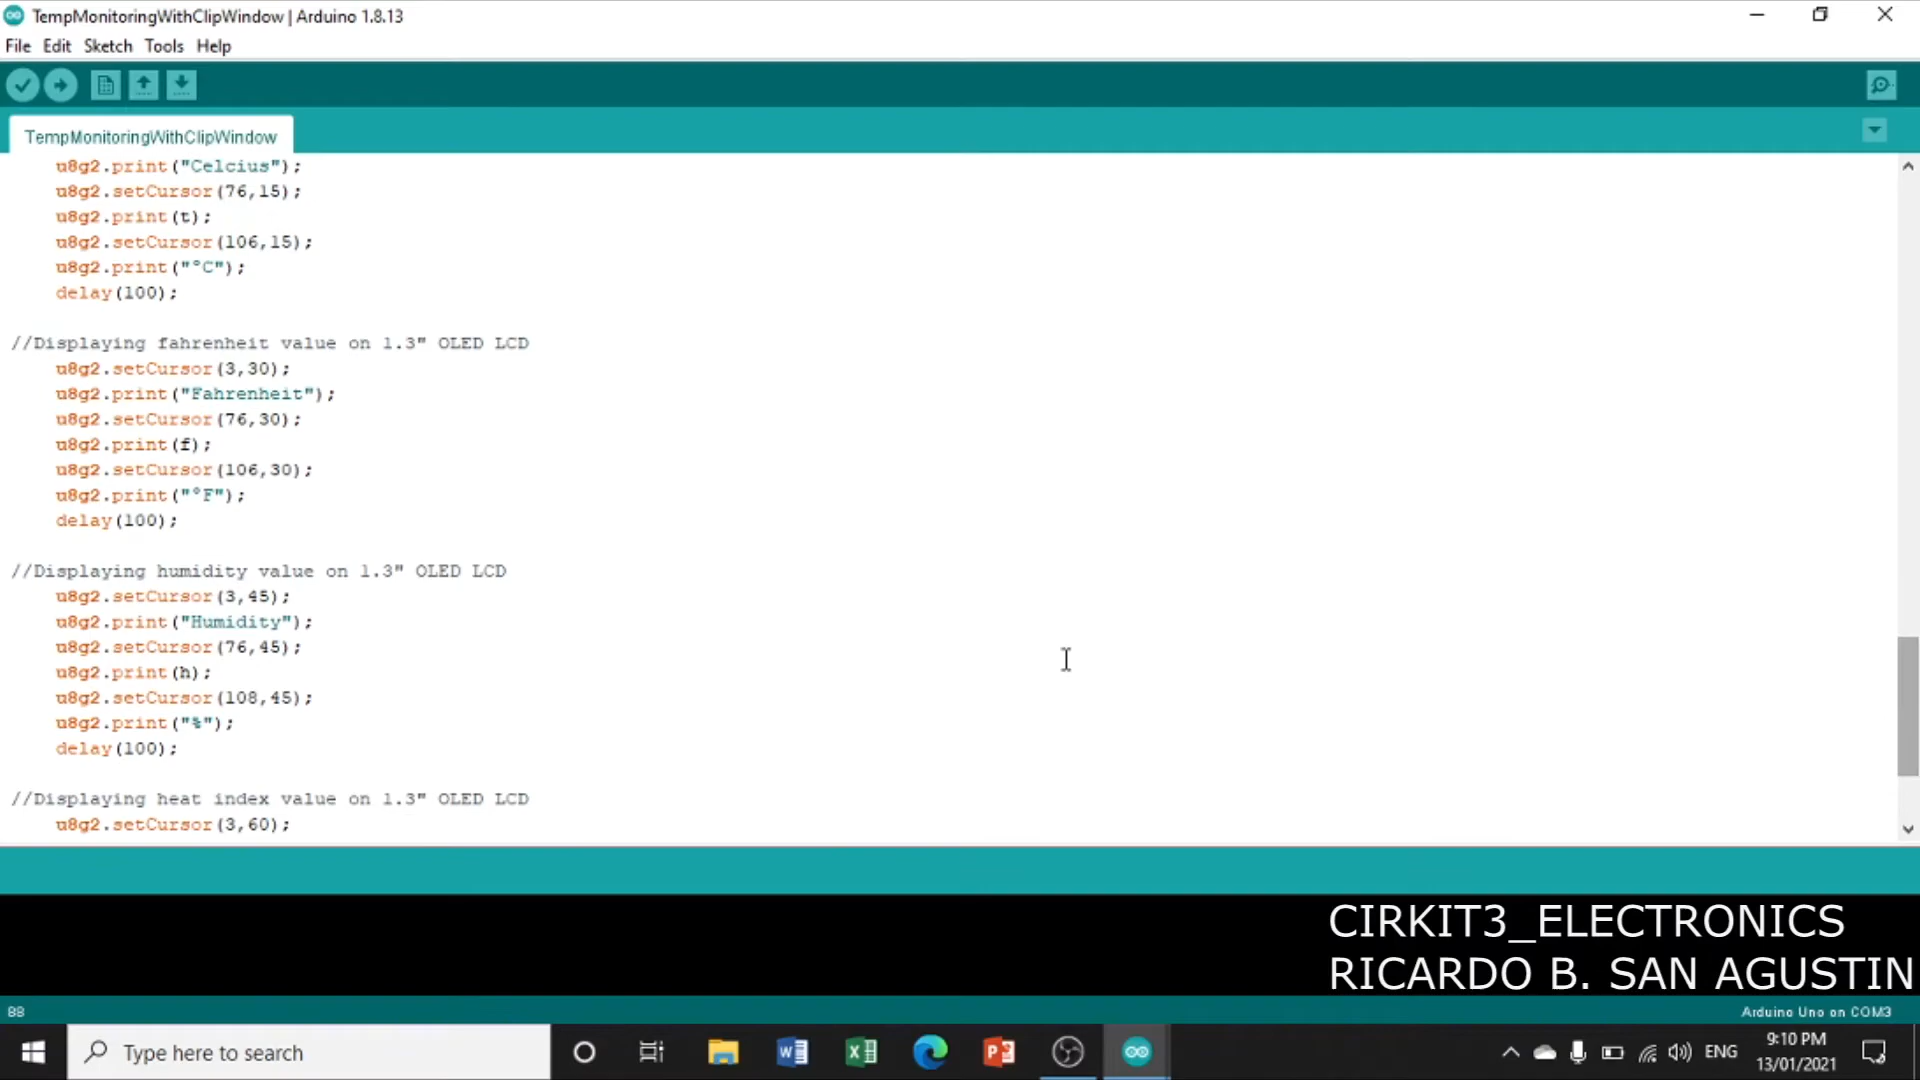 TempMonitoringWithClipWindow | Arduino 1.8.13
File Edit Sketch Tools Help
TempMonitoringWithClipWindow
u8g2.print("Celcius");
u8g2.setCursor(76,15);
u8g2.print(t);
u8g2.setCursor(106,15);
u8g2.print("°C");
delay(100);
//Displaying fahrenheit value on 1.3" OLED LCD
u8g2.setCursor(3,30);
u8g2.print("Fahrenheit");
u8g2.setCursor(76,30);
u8g2.print(f);
u8g2.setCursor(106,30);
u8g2.print("°F");
delay(100);
//Displaying humidity value on 1.3" OLED LCD
u8g2.setCursor(3,45);
u8g2.print("Humidity");
u8g2.setCursor(76,45);
u8g2.print(h);
u8g2.setCursor(108,45);
u8g2.print("%");
delay(100);
//Displaying heat index value on 1.3" OLED LCD
u8g2.setCursor(3,60);
CIRKIT3_ELECTRONICS
RICARDO B. SAN AGUSTIN
88
Arduino Uno on COM3
Type here to search
ENG
9:10 PM
13/01/2021